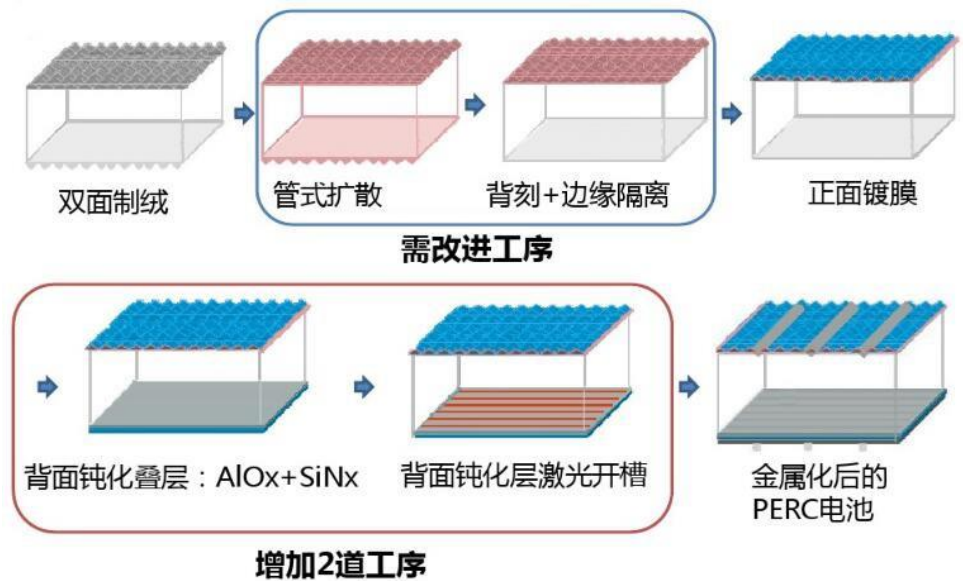 双面制绒
管式扩散
背刻+边缘隔离
正面镀膜
需改进工序
背面钝化叠层：AlOx+SiNx
背面钝化层激光开槽
金属化后的
PERC电池
增加2道工序